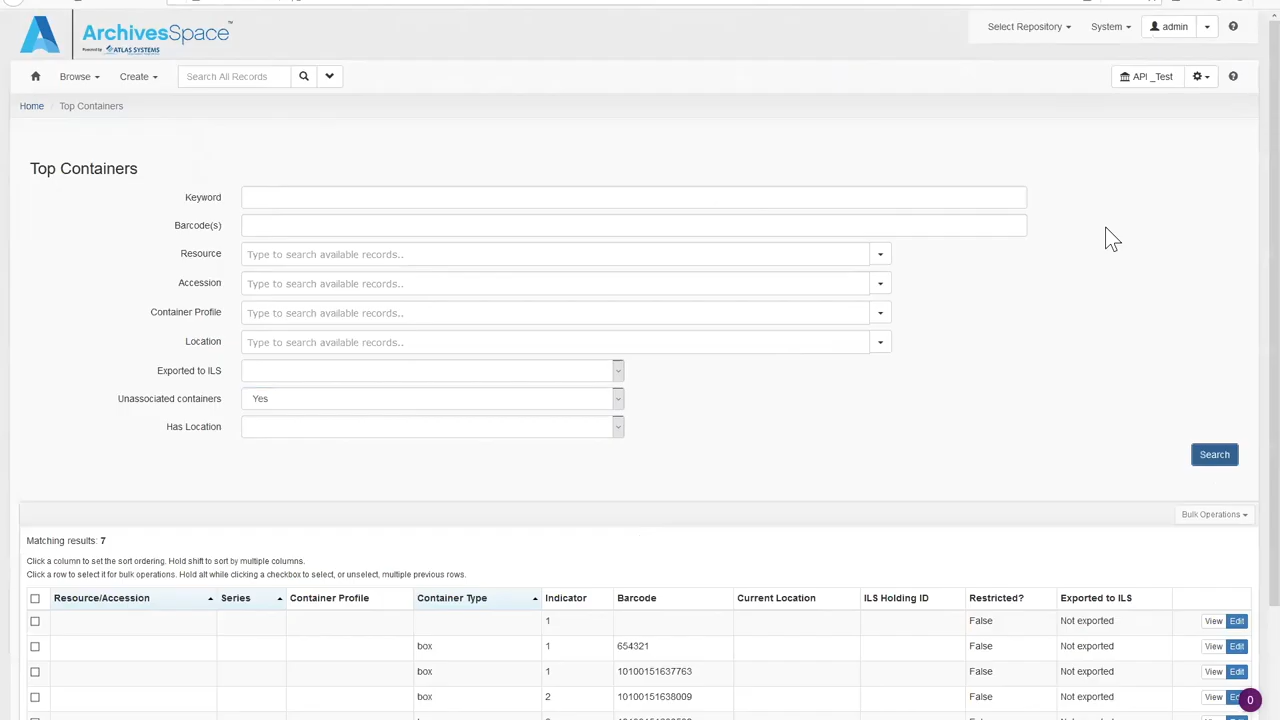 ArchivesSpace™
Powered by ATLAS SYSTEMS
Select Repository
System
admin
Home
Browse
Create
Search All Records
API _Test
Home / Top Containers
Top Containers
Keyword
Barcode(s)
Resource Type to search available records..
Accession Type to search available records..
Container Profile Type to search available records..
Location Type to search available records..
Exported to ILS
Unassociated containers Yes
Has Location
Search
Bulk Operations
Matching results: 7
Click a column to set the sort ordering. Hold shift to sort by multiple columns.
Click a row to select it for bulk operations. Hold alt while clicking a checkbox to select, or unselect, multiple previous rows.
Resource/Accession Series Container Profile Container Type Indicator Barcode Current Location ILS Holding ID Restricted? Exported to ILS
1 False Not exported View Edit
box 1 654321 False Not exported View Edit
box 1 10100151637763 False Not exported View Edit
box 2 10100151638009 False Not exported View
0